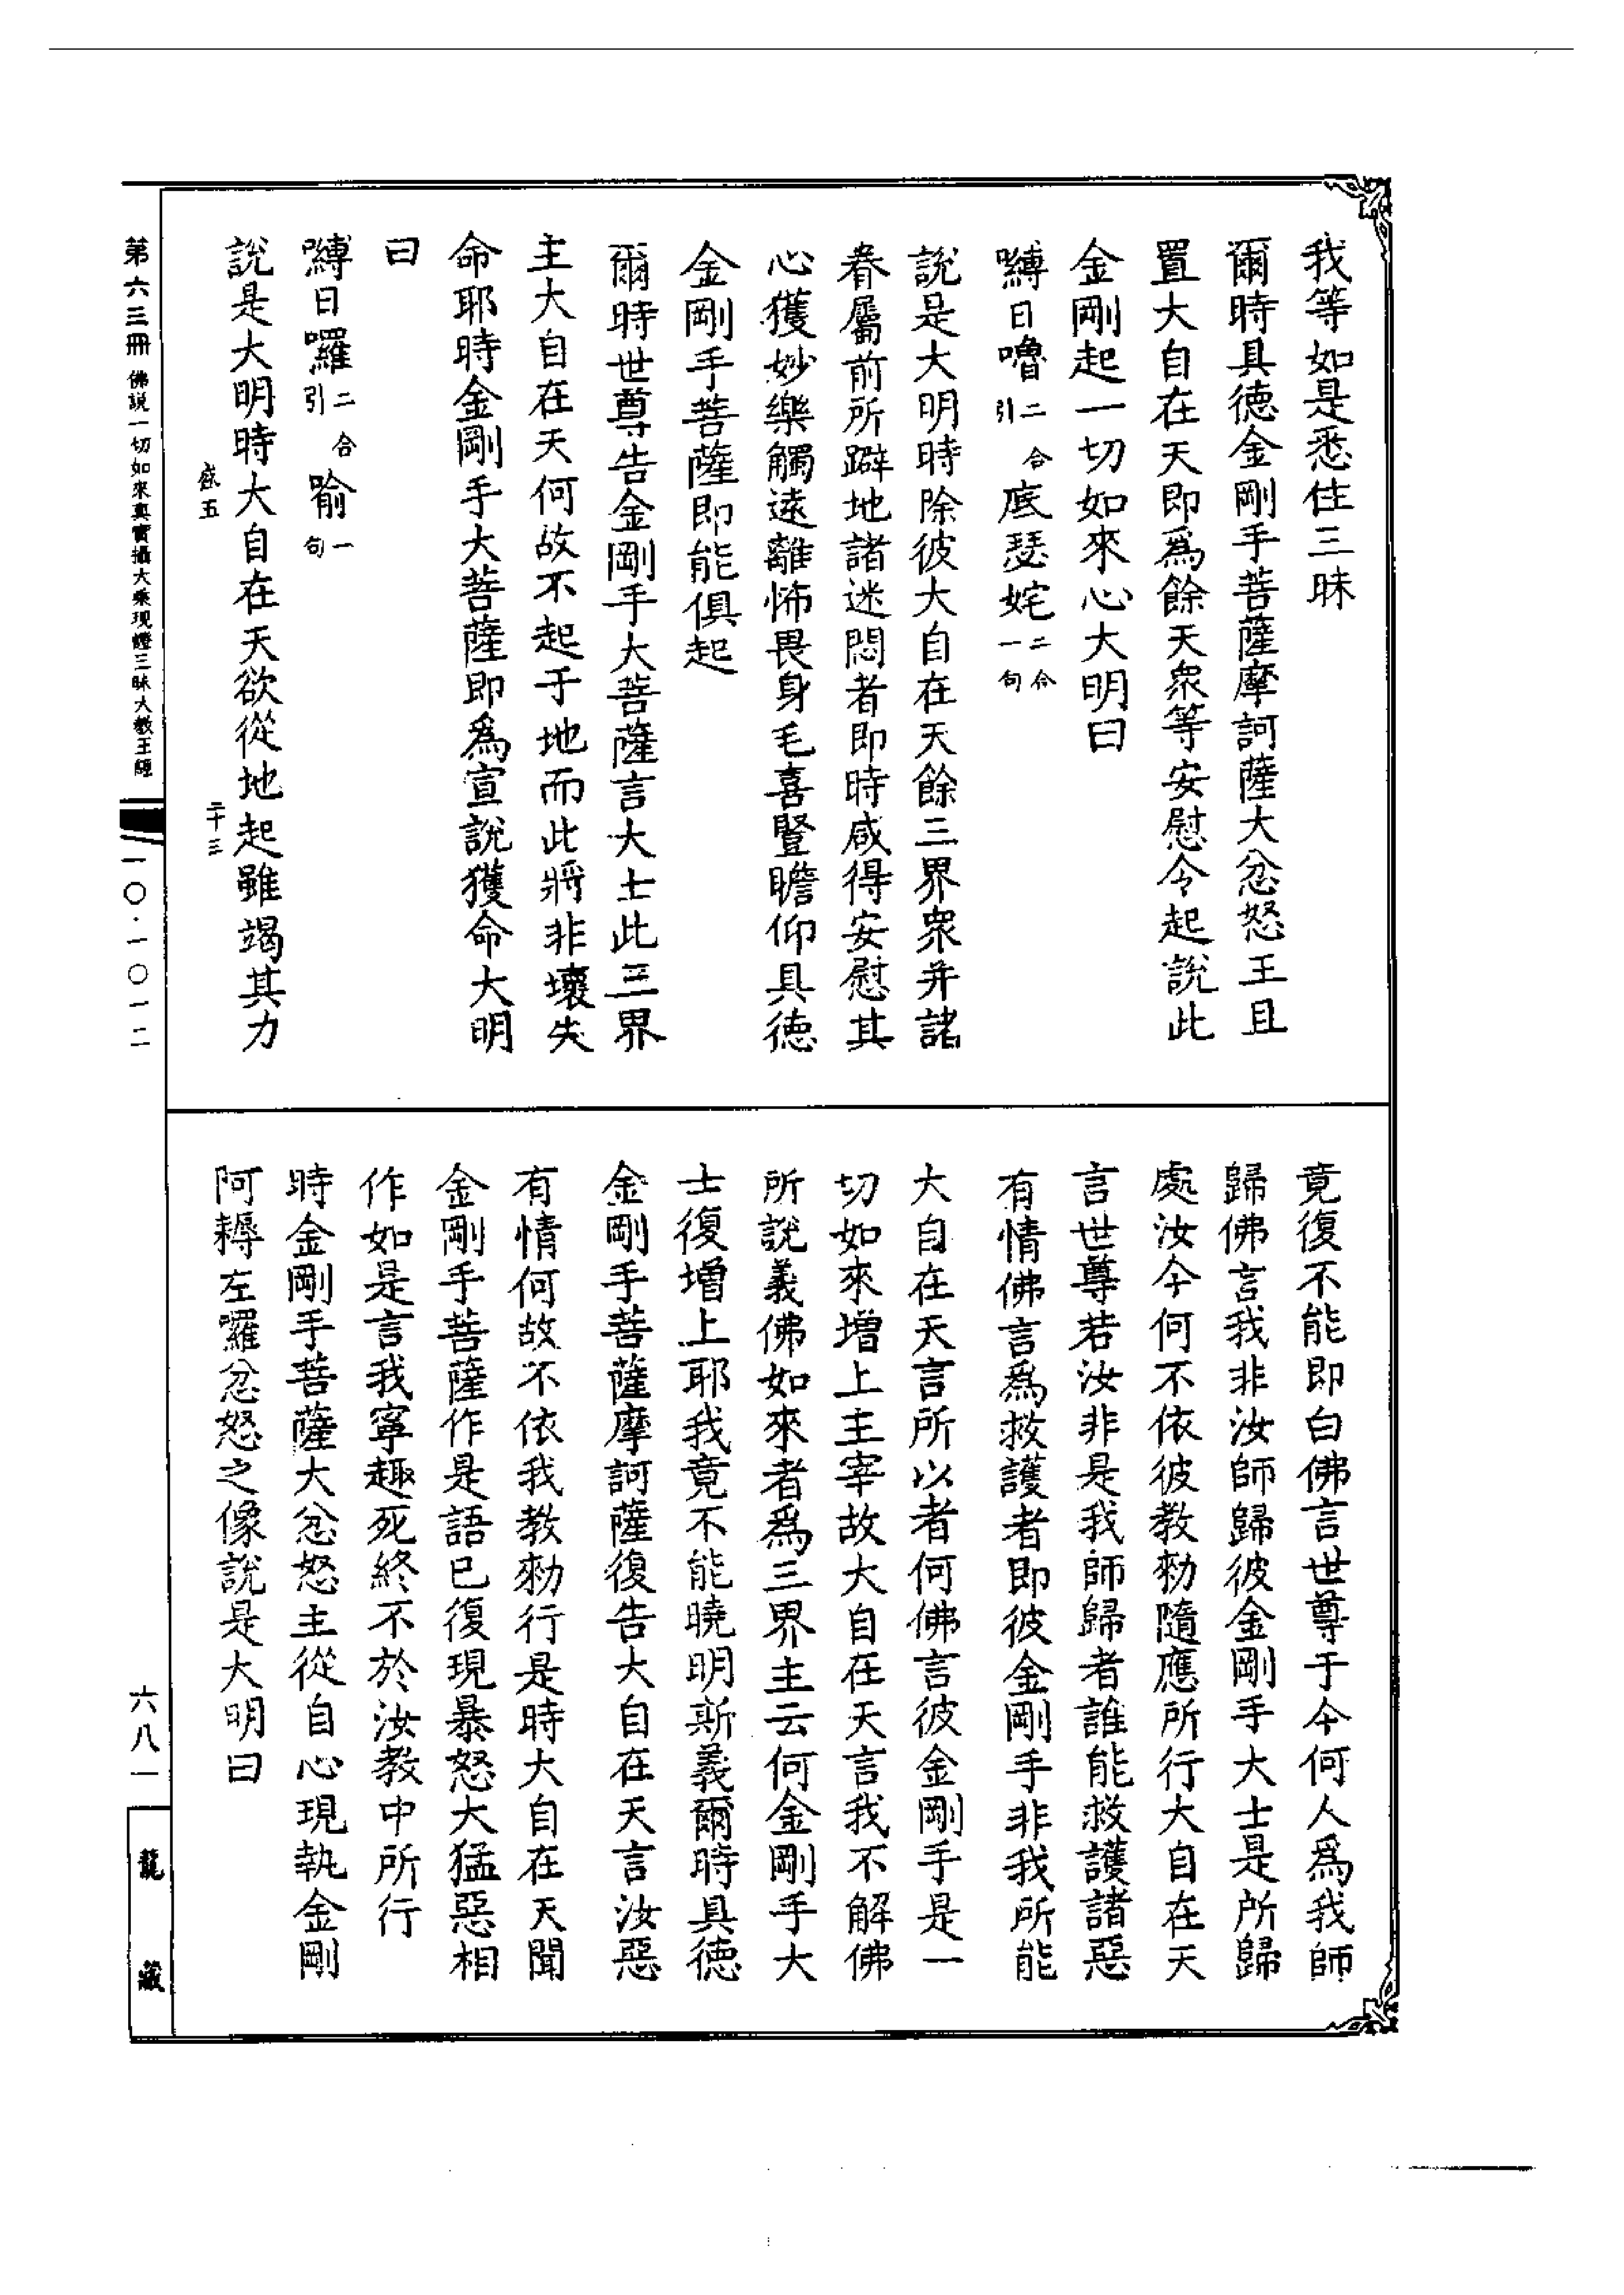 我等如是悉住三昧
爾時具德金剛手菩薩摩訶薩大忿怒王且
置大自在天即爲餘天衆等安慰令起說此
金剛起一切如來心大明曰
嚩日嚕引二合底瑟姹二合一句
說是大明時除彼大自在天餘三界衆并諸
眷屬前所躃地諸迷悶者即時咸得安慰其
心獲妙樂觸遠離怖畏身毛喜豎瞻仰具德
金剛手菩薩即能俱起
爾時世尊告金剛手大菩薩言大士此三界
主大自在天何故不起于地而此將非壞失
命耶時金剛手大菩薩即爲宣說獲命大明
曰
嚩日囉二合引喻一句
說是大明時大自在天欲從地起雖竭其力
盛五
二十三
竟復不能即白佛言世尊于今何人爲我師
歸佛言我非汝師歸彼金剛手大士是所歸
處汝今何不依彼教勑隨應所行大自在天
言世尊若汝非是我師歸者誰能救護諸惡
有情佛言爲救護者即彼金剛手非我所能
大自在天言所以者何佛言彼金剛手是一
切如來增上主宰故大自在天言我不解佛
所說義佛如來者爲三界主云何金剛手大
士復增上耶我竟不能曉明斯義爾時具德
金剛手菩薩摩訶薩復告大自在天言汝惡
有情何故不依我教勑行是時大自在天聞
金剛手菩薩作是語已復現暴怒大猛惡相
作如是言我寧趣死終不於汝教中所行
時金剛手菩薩大忿怒主從自心現執金剛
阿耨左囉忿怒之像說是大明曰
第六三冊 佛說一切如來真實攝大乘現證三昧大教王經
一〇·一〇一二
六八一
龍藏